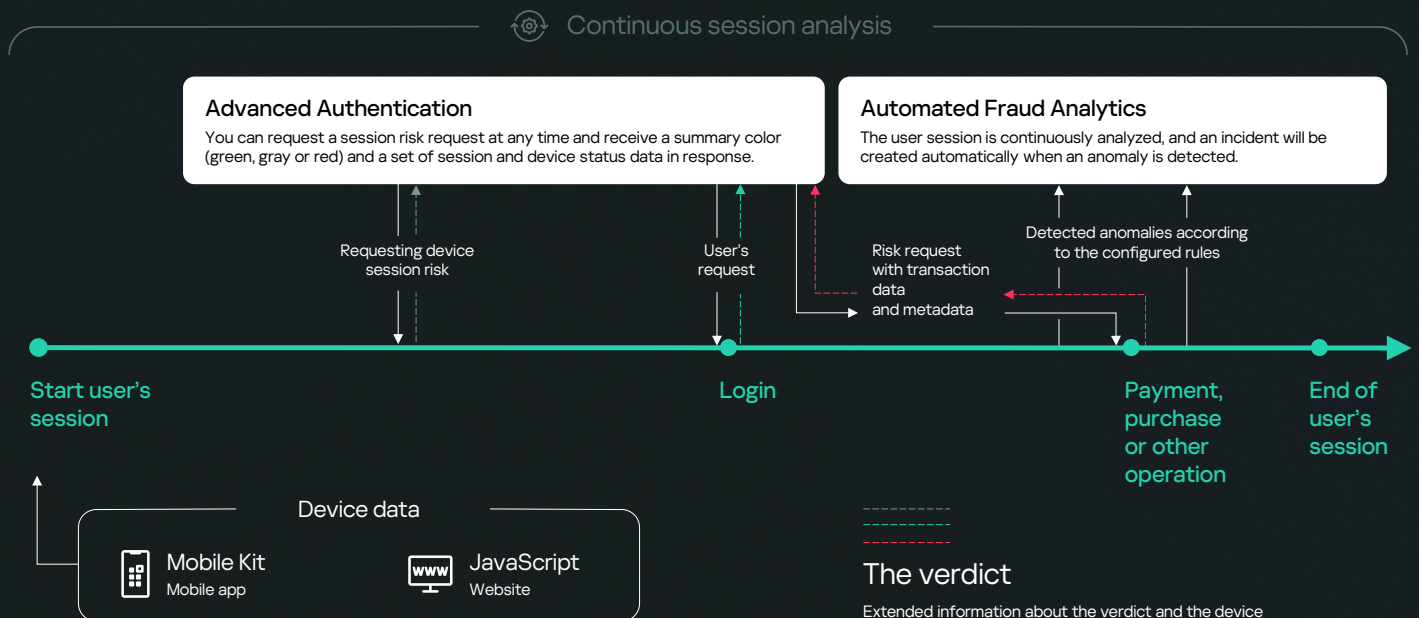 Continuous session analysis
Advanced Authentication
You can request a session risk request at any time and receive a summary color
(green, gray or red) and a set of session and device status data in response.
Automated Fraud Analytics
The user session is continuously analyzed, and an incident will be
created automatically when an anomaly is detected.
Requesting device
session risk
User's
request
Risk request
with transaction
data
and metadata
Detected anomalies according
to the configured rules
Start user's
session
Login
Payment,
purchase
or other
operation
End of
user's
session
Device data
Mobile Kit
Mobile app
www
JavaScript
Website
The verdict
Extended information about the verdict and the device